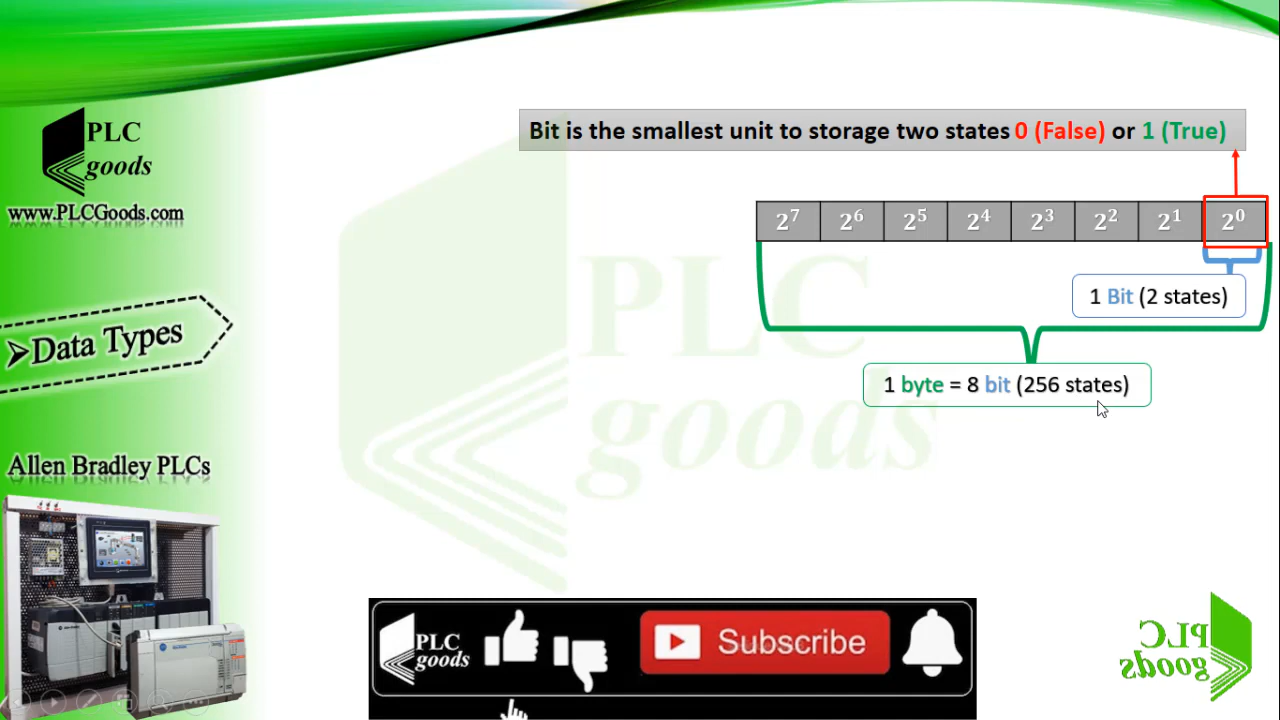 PLC
goods
www.PLCGoods.com
Bit is the smallest unit to storage two states 0 (False) or 1 (True)
2⁷ 2⁶ 2⁵ 2⁴ 2³ 2² 2¹ 2⁰
1 Bit (2 states)
➢Data Types
1 byte = 8 bit (256 states)
PLC
goods
Allen Bradley PLCs
PLC
goods
Subscribe
PLC
goods